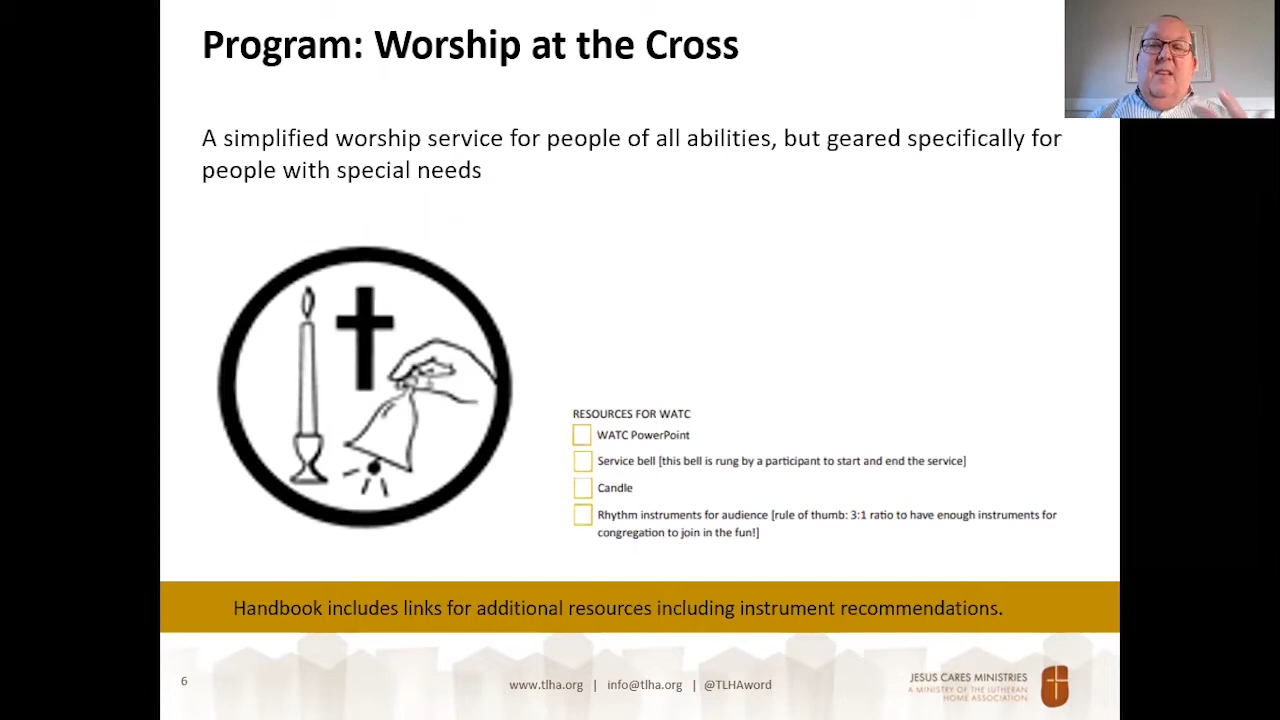 Program: Worship at the Cross
A simplified worship service for people of all abilities, but geared specifically for
people with special needs
RESOURCES FOR WATC
WATC PowerPoint
Service bell [this bell is rung by a participant to start and end the service]
Candle
Rhythm instruments for audience [rule of thumb: 3:1 ratio to have enough instruments for
congregation to join in the fun!]
Handbook includes links for additional resources including instrument recommendations.
6
www.tlha.org | info@tlha.org | @TLHAword
JESUS CARES MINISTRIES
A MINISTRY OF THE LUTHERAN
HOME ASSOCIATION